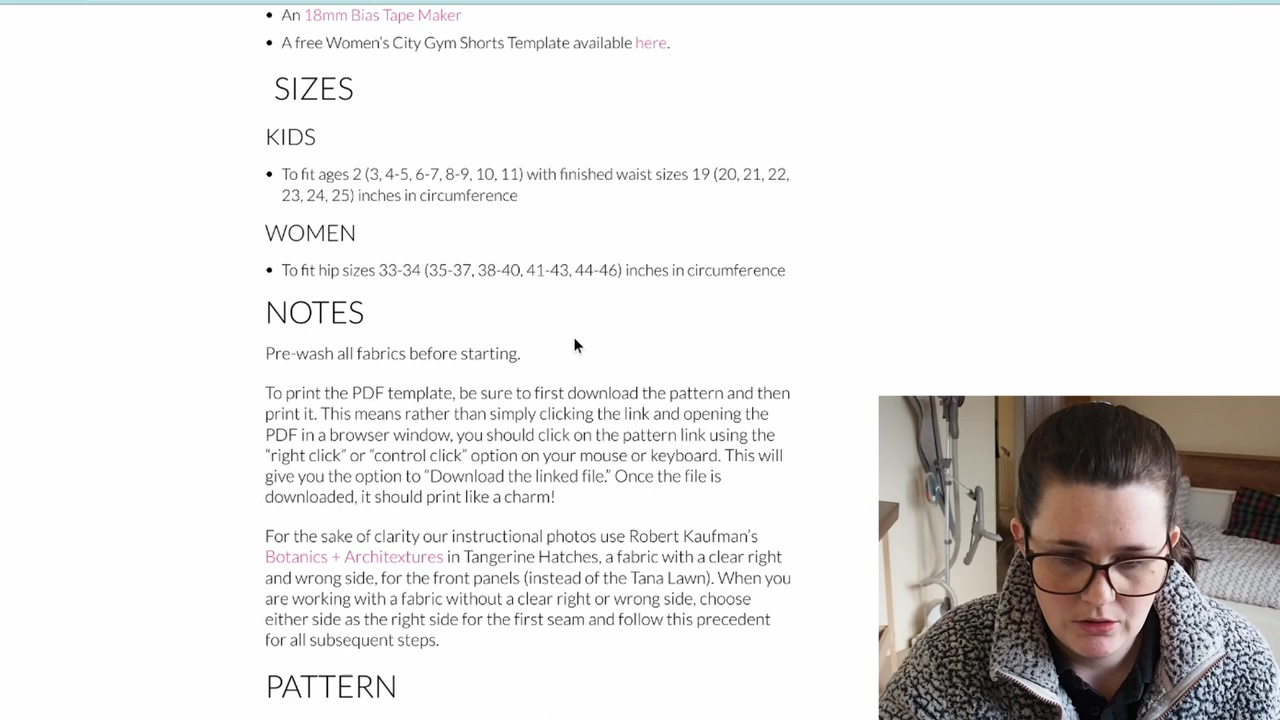 An 18mm Bias Tape Maker
A free Women's City Gym Shorts Template available here.
SIZES
KIDS
To fit ages 2 (3, 4-5, 6-7, 8-9, 10, 11) with finished waist sizes 19 (20, 21, 22,
23, 24, 25) inches in circumference
WOMEN
To fit hip sizes 33-34 (35-37, 38-40, 41-43, 44-46) inches in circumference
NOTES
Pre-wash all fabrics before starting.
To print the PDF template, be sure to first download the pattern and then
print it. This means rather than simply clicking the link and opening the
PDF in a browser window, you should click on the pattern link using the
“right click” or “control click” option on your mouse or keyboard. This will
give you the option to “Download the linked file.” Once the file is
downloaded, it should print like a charm!
For the sake of clarity our instructional photos use Robert Kaufman's
Botanics + Architextures in Tangerine Hatches, a fabric with a clear right
and wrong side, for the front panels (instead of the Tana Lawn). When you
are working with a fabric without a clear right or wrong side, choose
either side as the right side for the first seam and follow this precedent
for all subsequent steps.
PATTERN